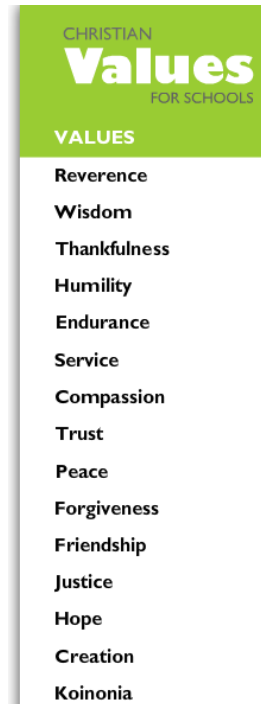 CHRISTIAN
Values
FOR SCHOOLS
VALUES
Reverence
Wisdom
Thankfulness
Humility
Endurance
Service
Compassion
Trust
Peace
Forgiveness
Friendship
Justice
Hope
Creation
Koinonia